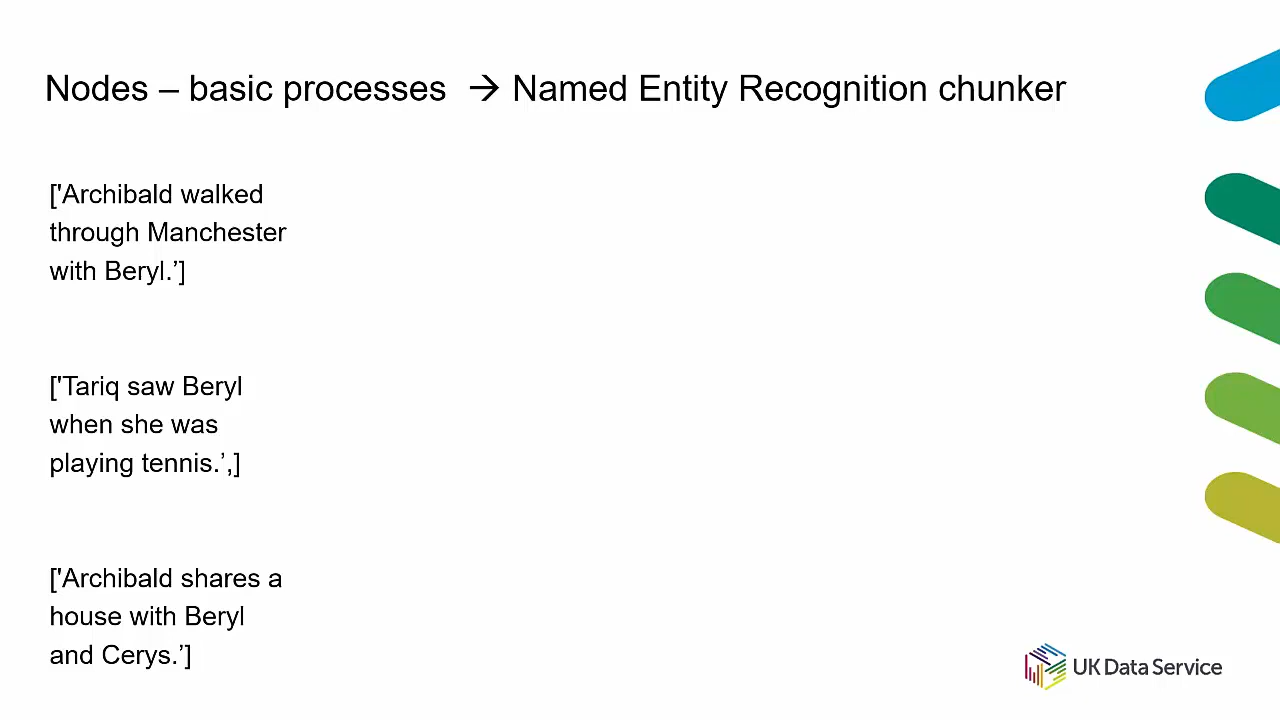 Nodes – basic processes → Named Entity Recognition chunker
['Archibald walked
through Manchester
with Beryl.’]
['Tariq saw Beryl
when she was
playing tennis.’,]
['Archibald shares a
house with Beryl
and Cerys.’]
UK Data Service